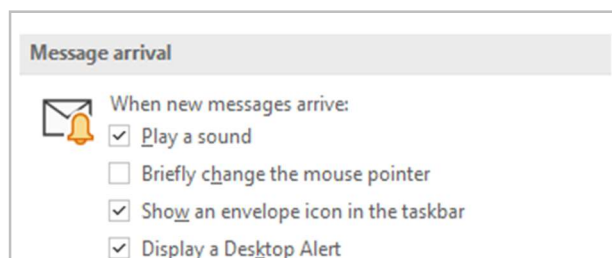 Message arrival
When new messages arrive:
Play a sound
Briefly change the mouse pointer
Show an envelope icon in the taskbar
Display a Desktop Alert